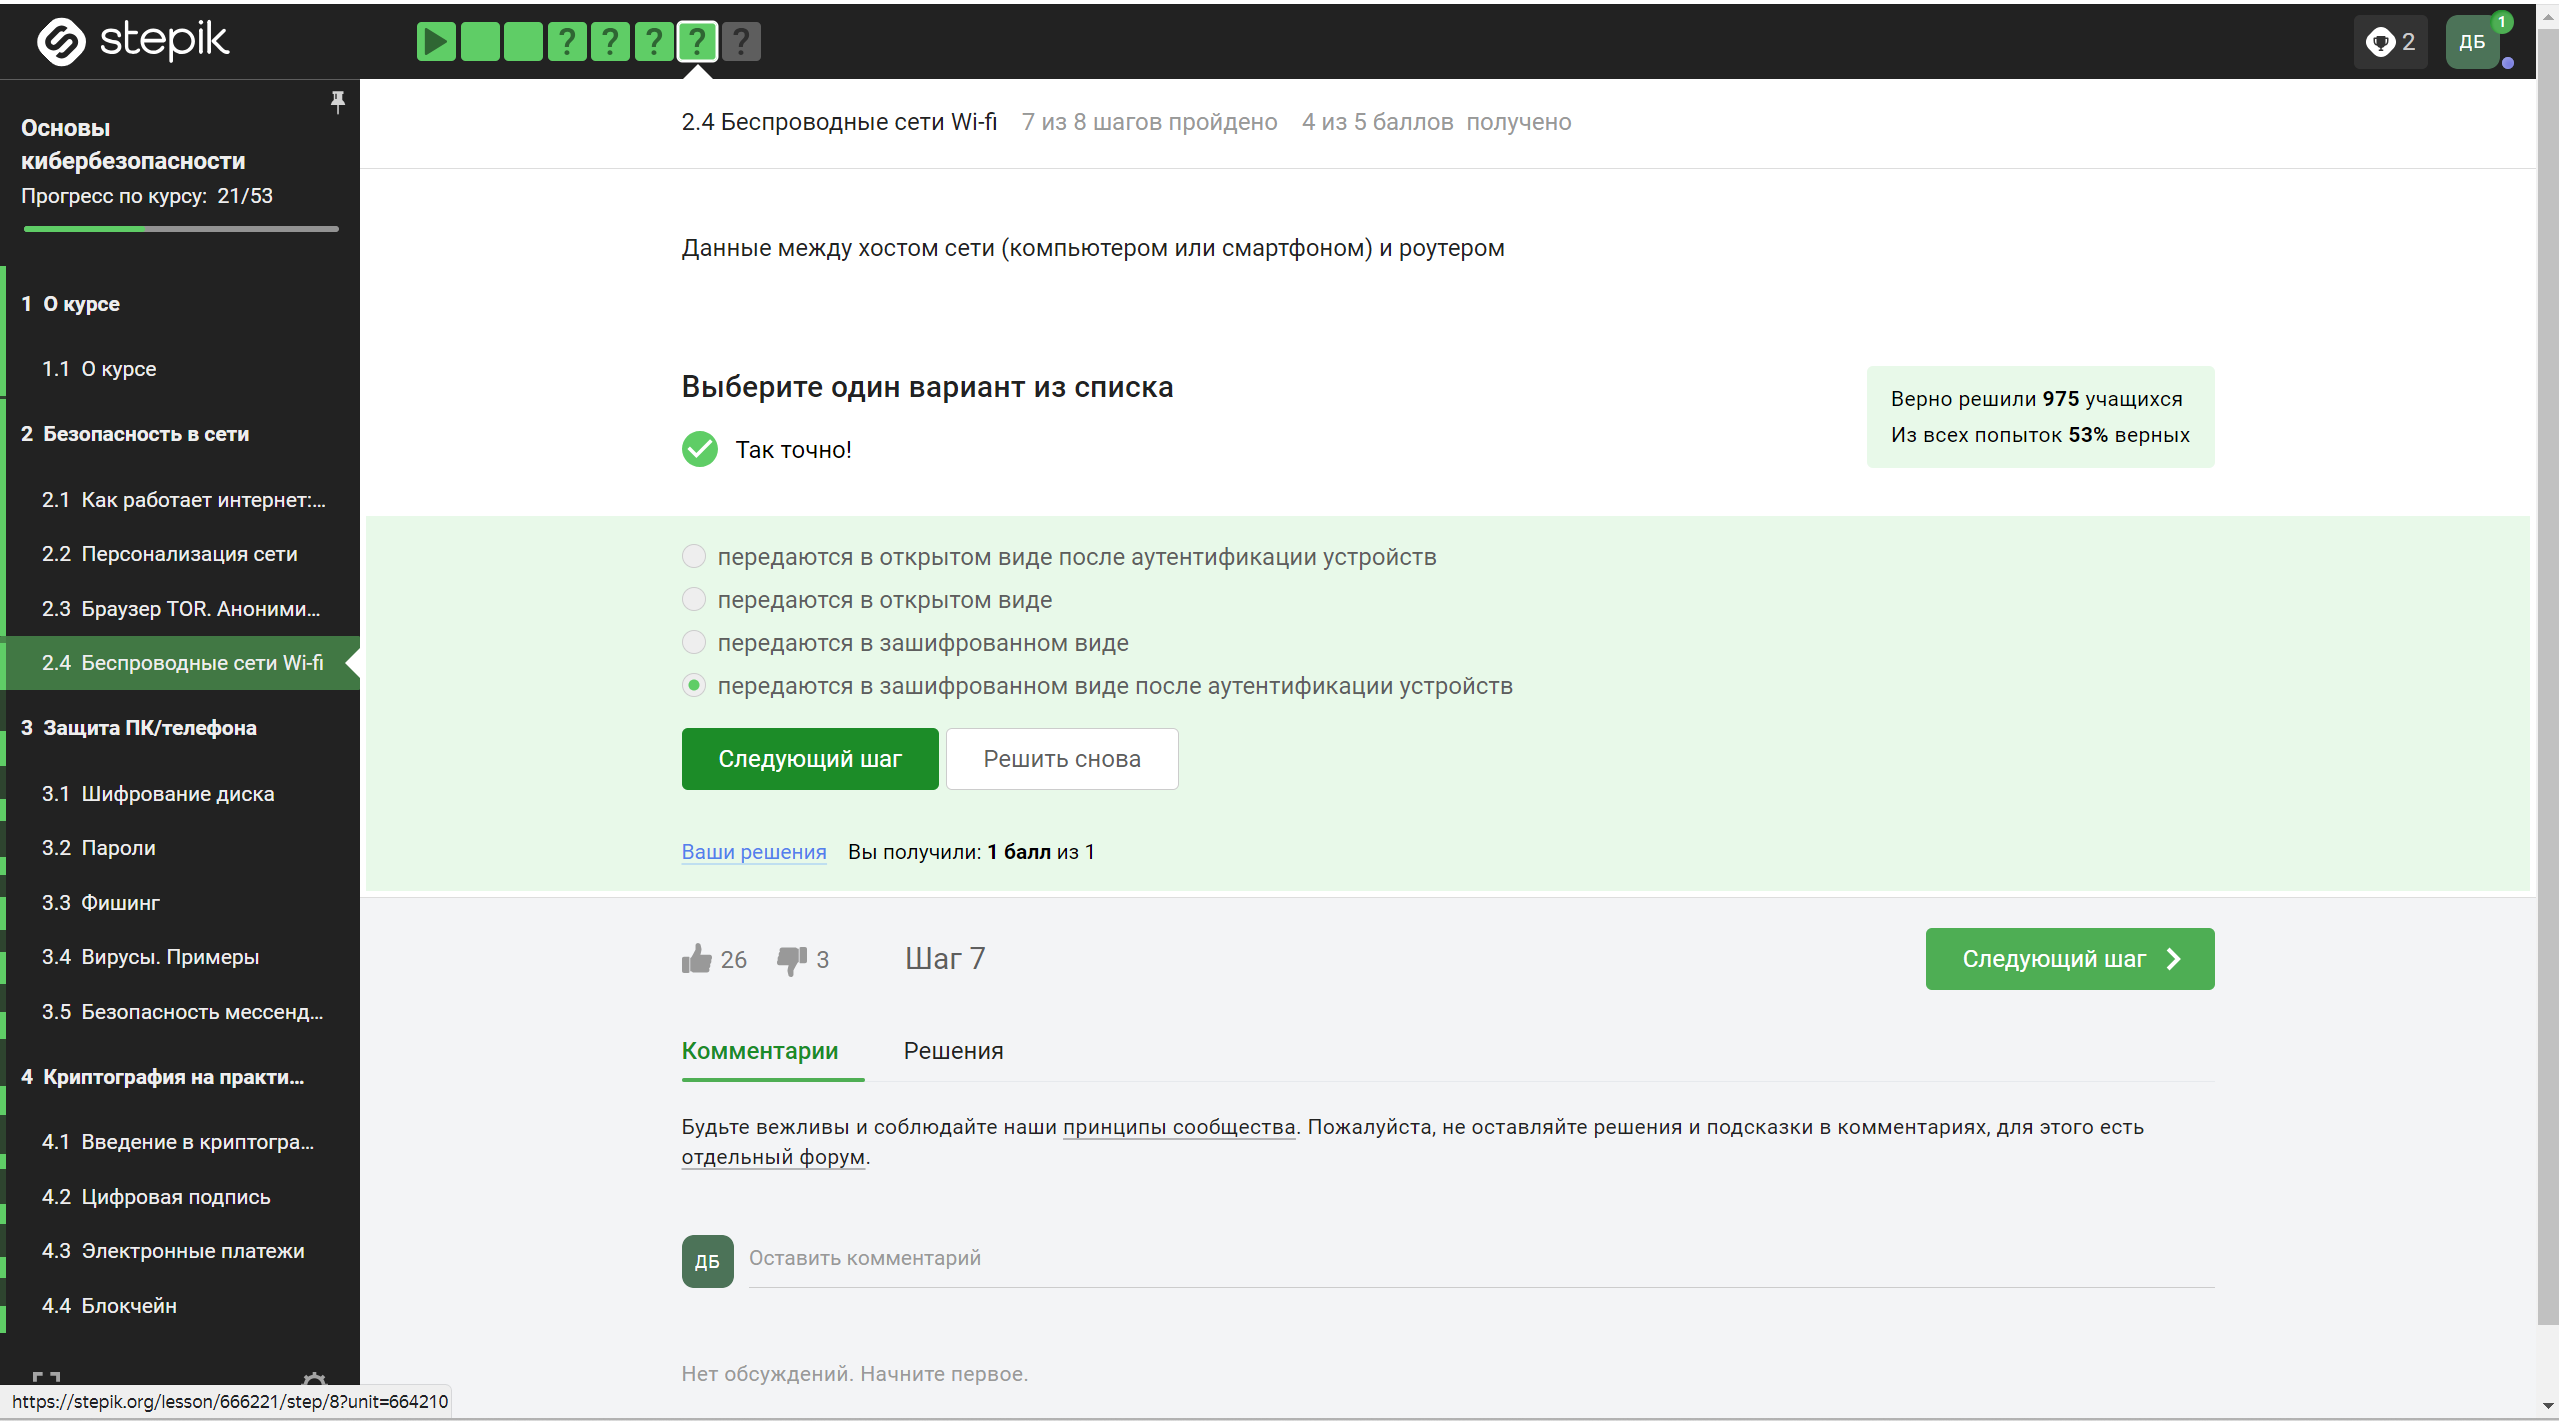 stepik
? ? ? ? ?
2
ДБ
1
Основы
кибербезопасности
Прогресс по курсу: 21/53
1 О курсе
1.1 О курсе
2 Безопасность в сети
2.1 Как работает интернет:...
2.2 Персонализация сети
2.3 Браузер TOR. Аноними...
2.4 Беспроводные сети Wi-fi
3 Защита ПК/телефона
3.1 Шифрование диска
3.2 Пароли
3.3 Фишинг
3.4 Вирусы. Примеры
3.5 Безопасность мессенд...
4 Криптография на практи...
4.1 Введение в криптогра...
4.2 Цифровая подпись
4.3 Электронные платежи
4.4 Блокчейн
https://stepik.org/lesson/666221/step/8?unit=664210
2.4 Беспроводные сети Wi-fi 7 из 8 шагов пройдено 4 из 5 баллов получено
Данные между хостом сети (компьютером или смартфоном) и роутером
Выберите один вариант из списка
Так точно!
Верно решили 975 учащихся
Из всех попыток 53% верных
передаются в открытом виде после аутентификации устройств
передаются в открытом виде
передаются в зашифрованном виде
передаются в зашифрованном виде после аутентификации устройств
Следующий шаг Решить снова
Ваши решения Вы получили: 1 балл из 1
26 3 Шаг 7 Следующий шаг
Комментарии Решения
Будьте вежливы и соблюдайте наши принципы сообщества. Пожалуйста, не оставляйте решения и подсказки в комментариях, для этого есть
отдельный форум.
ДБ Оставить комментарий
Нет обсуждений. Начните первое.